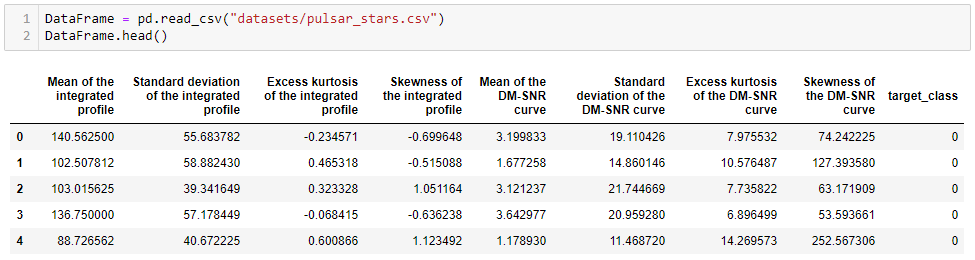 1 DataFrame = pd.read_csv("datasets/pulsar_stars.csv")
2 DataFrame.head()
Mean of the integrated profile Standard deviation of the integrated profile Excess kurtosis of the integrated profile Skewness of the integrated profile Mean of the DM-SNR curve Standard deviation of the DM-SNR curve Excess kurtosis of the DM-SNR curve Skewness of the DM-SNR curve target_class
0 140.562500 55.683782 -0.234571 -0.699648 3.199833 19.110426 7.975532 74.242225 0
1 102.507812 58.882430 0.465318 -0.515088 1.677258 14.860146 10.576487 127.393580 0
2 103.015625 39.341649 0.323328 1.051164 3.121237 21.744669 7.735822 63.171909 0
3 136.750000 57.178449 -0.068415 -0.636238 3.642977 20.959280 6.896499 53.593661 0
4 88.726562 40.672225 0.600866 1.123492 1.178930 11.468720 14.269573 252.567306 0